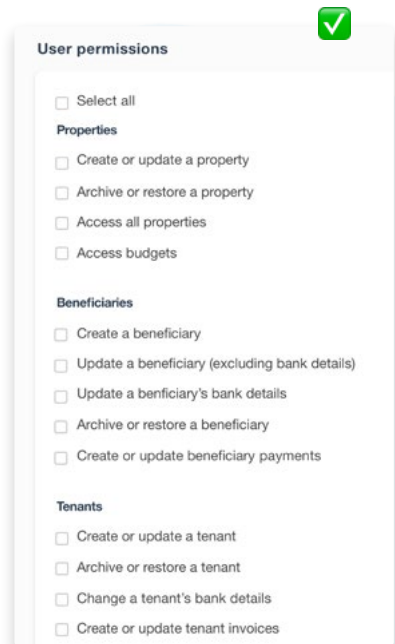 User permissions
Select all
Properties
Create or update a property
Archive or restore a property
Access all properties
Access budgets
Beneficiaries
Create a beneficiary
Update a beneficiary (excluding bank details)
Update a benficiary's bank details
Archive or restore a beneficiary
Create or update beneficiary payments
Tenants
Create or update a tenant
Archive or restore a tenant
Change a tenant's bank details
Create or update tenant invoices